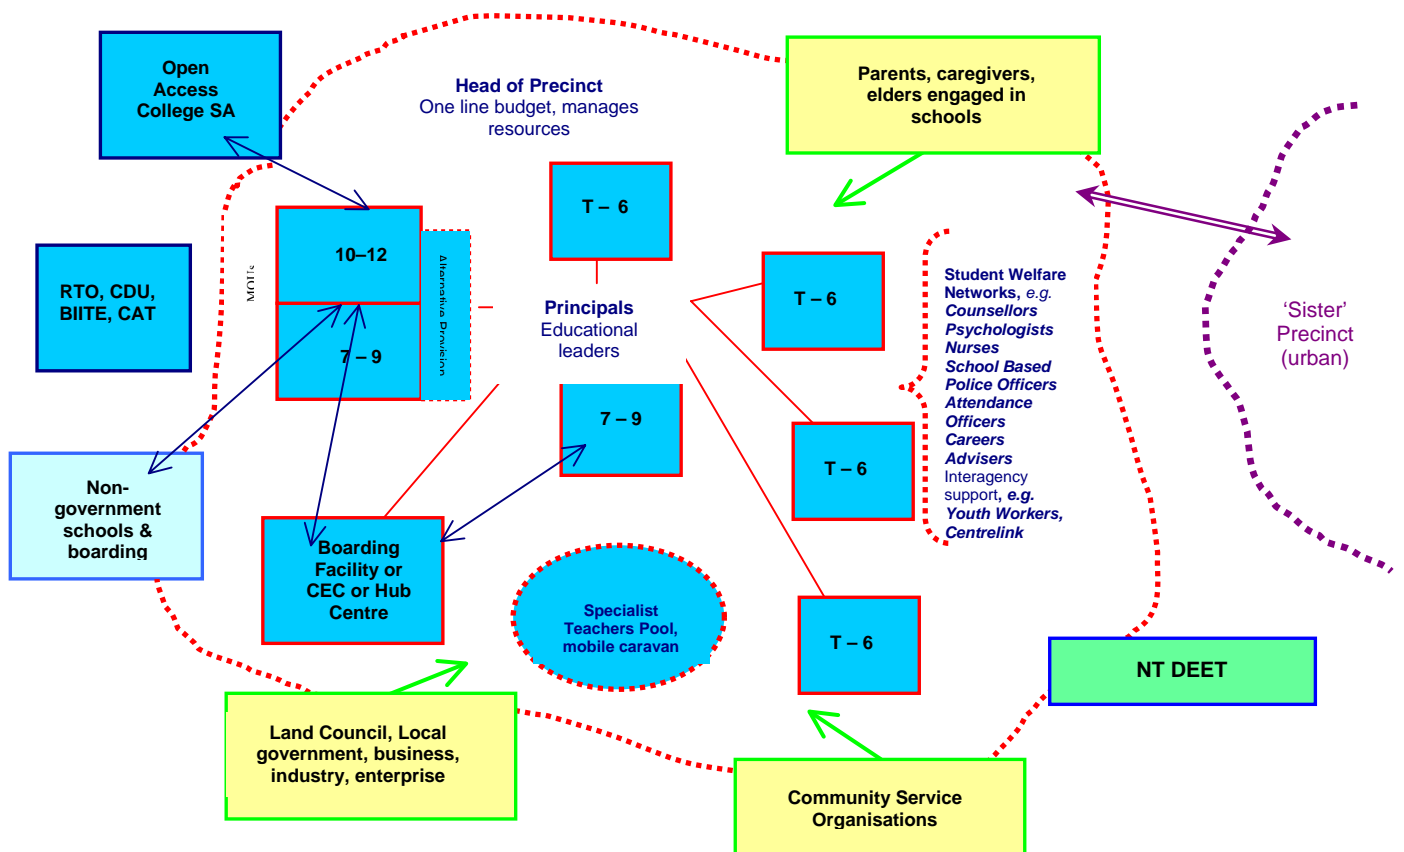 Open
Access
College SA
Head of Precinct
One line budget, manages
resources
Parents, caregivers,
elders engaged in
schools
T – 6
10–12
MOUs
Alternative Provision
RTO, CDU,
BIITE, CAT
7 – 9
Principals
Educational
leaders
T – 6
Student Welfare
Networks, e.g.
Counsellors
Psychologists
Nurses
School Based
Police Officers
Attendance
Officers
Careers
Advisers
Interagency
support, e.g.
Youth Workers,
Centrelink
'Sister'
Precinct
(urban)
7 – 9
T – 6
Non-
government
schools &
boarding
Boarding
Facility or
CEC or Hub
Centre
Specialist
Teachers Pool,
mobile caravan
T – 6
NT DEET
Land Council, Local
government, business,
industry, enterprise
Community Service
Organisations